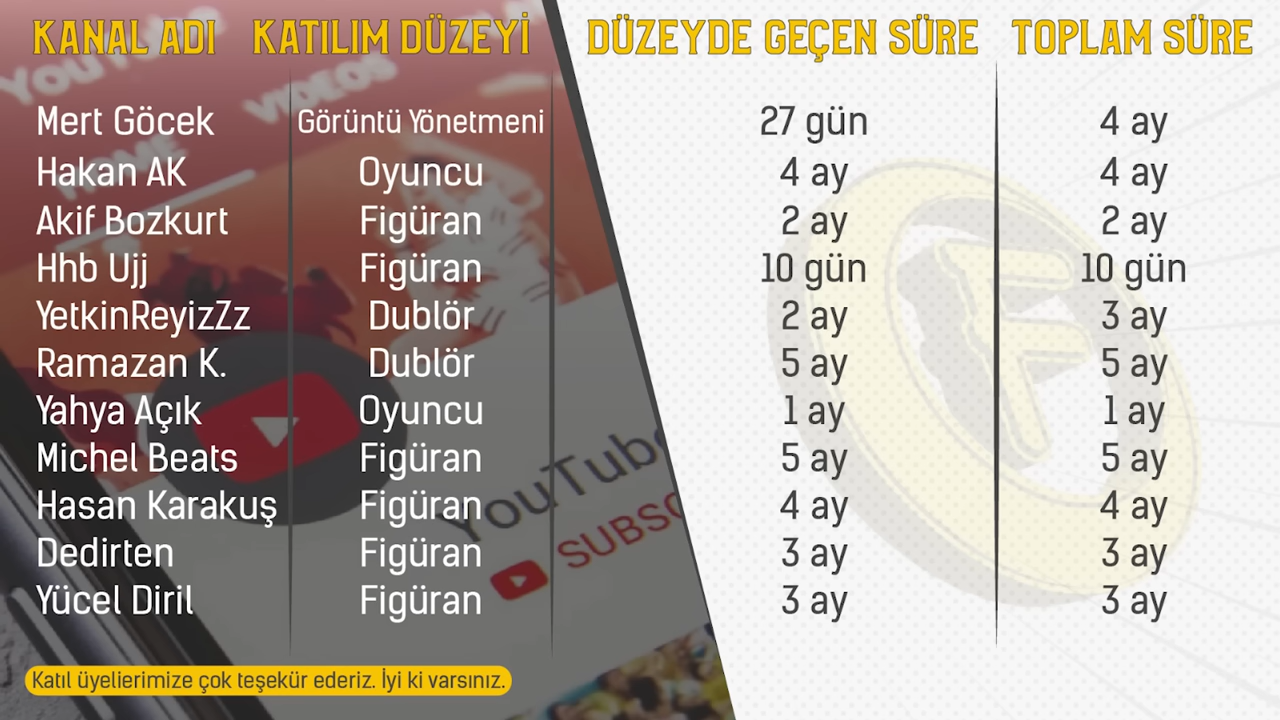 KANAL ADI KATILIM DÜZEYİ DÜZEYDE GEÇEN SÜRE TOPLAM SÜRE
Mert Göcek Görüntü Yönetmeni 27 gün 4 ay
Hakan AK Oyuncu 4 ay 4 ay
Akif Bozkurt Figüran 2 ay 2 ay
Hhb Ujj Figüran 10 gün 10 gün
YetkinReyizZz Dublör 2 ay 3 ay
Ramazan K. Dublör 5 ay 5 ay
Yahya Açık Oyuncu 1 ay 1 ay
Michel Beats Figüran 5 ay 5 ay
Hasan Karakuş Figüran 4 ay 4 ay
Dedirten Figüran 3 ay 3 ay
Yücel Diril Figüran 3 ay 3 ay
Katıl üyelierimize çok teşekür ederiz. İyi ki varsınız.
YouTube
VIDEOS
YouTube
SUBSC
F